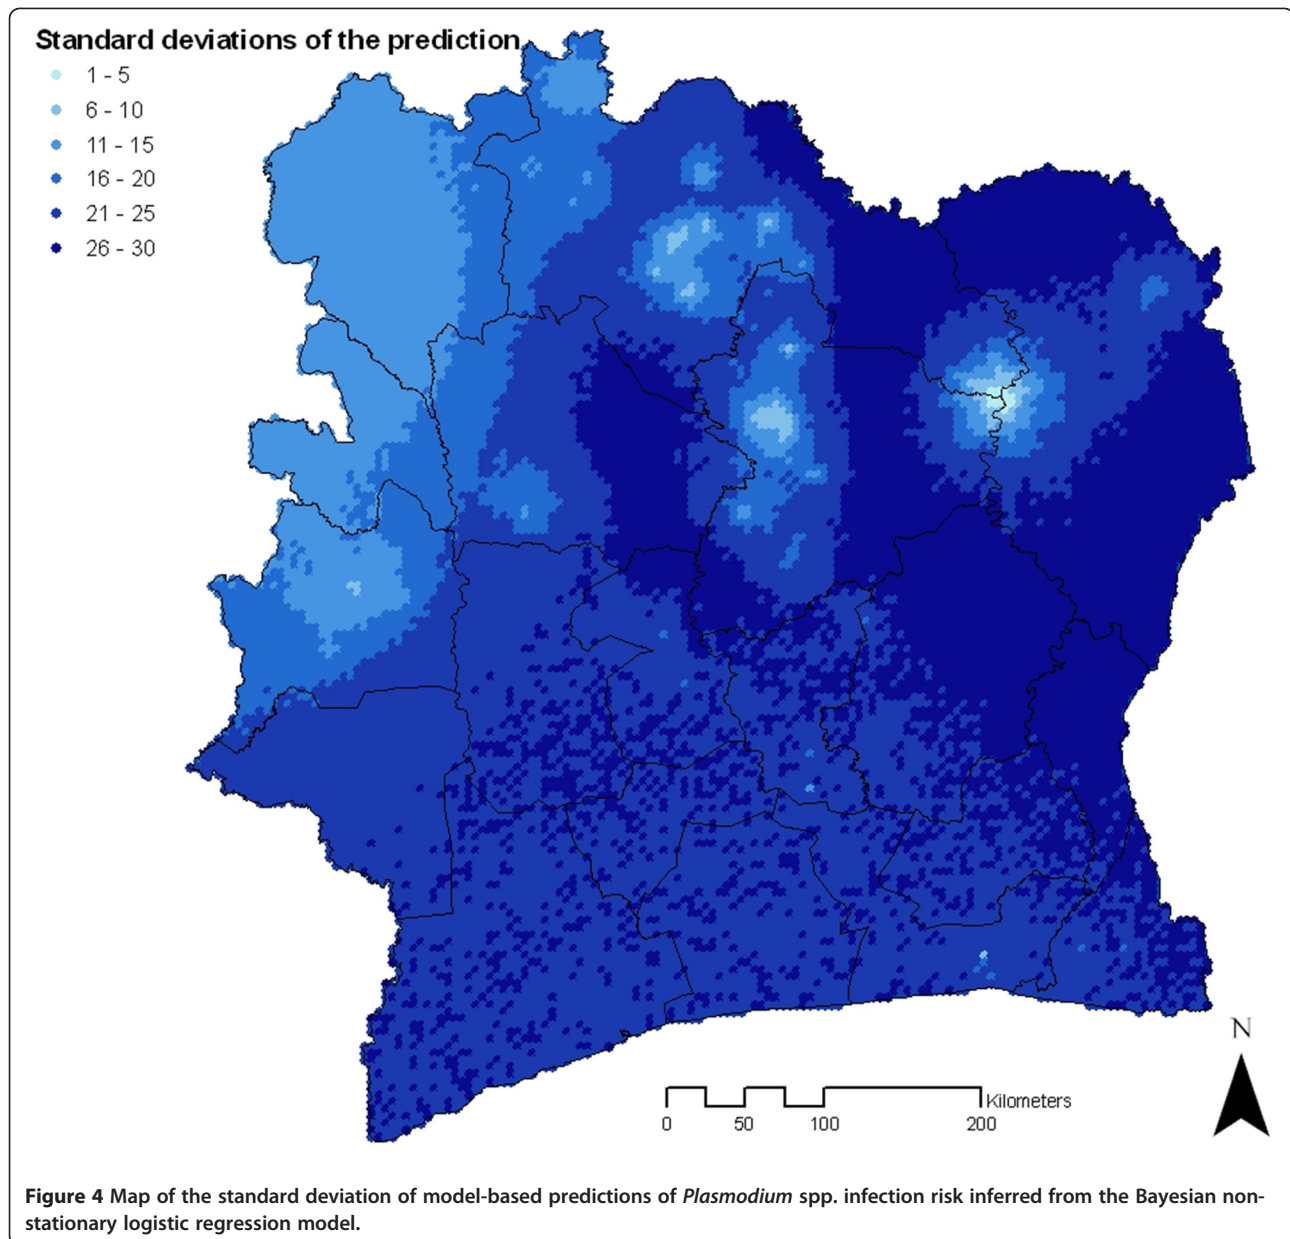 Standard deviations of the prediction
1 - 5
6 - 10
11 - 15
16 - 20
21 - 25
26 - 30
N
Kilometers
0 50 100 200
Figure 4 Map of the standard deviation of model-based predictions of Plasmodium spp. infection risk inferred from the Bayesian non-
stationary logistic regression model.